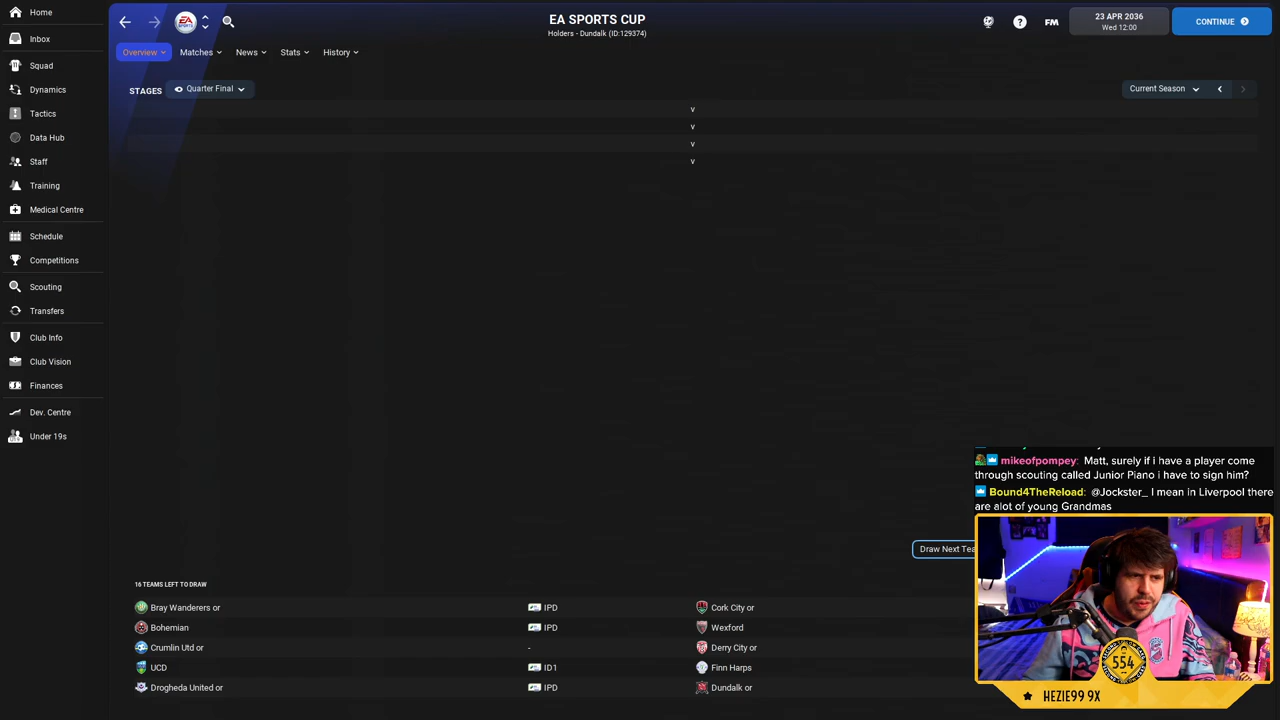 Home
Inbox
Squad
Dynamics
Tactics
Data Hub
Staff
Training
Medical Centre
Schedule
Competitions
Scouting
Transfers
Club Info
Club Vision
Finances
Dev. Centre
Under 19s
EA SPORTS CUP
Holders - Dundalk (ID:129374)
?
FM
23 APR 2036
Wed 12:00
CONTINUE
Overview
Matches
News
Stats
History
STAGES
Quarter Final
Current Season
v
v
v
v
Draw Next Tea
16 TEAMS LEFT TO DRAW
Bray Wanderers or
IPD
Cork City or
Bohemian
IPD
Wexford
Crumlin Utd or
-
Derry City or
UCD
ID1
Finn Harps
Drogheda United or
IPD
Dundalk or
mikeofpompey: Matt, surely if i have a player come
through scouting called Junior Piano i have to sign him?
Bound4TheReload: @Jockster_ I mean in Liverpool there
are alot of young Grandmas
554
HEZIE99 9X